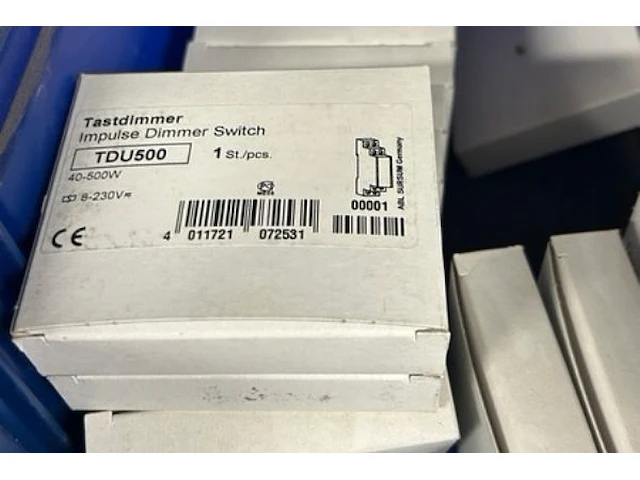 Tastdimmer
Impulse Dimmer Switch
TDU500
1 St./pcs.
40-500W
8-230V≂
CE
4 011721 072531
00001
ABL SURSUM Germany